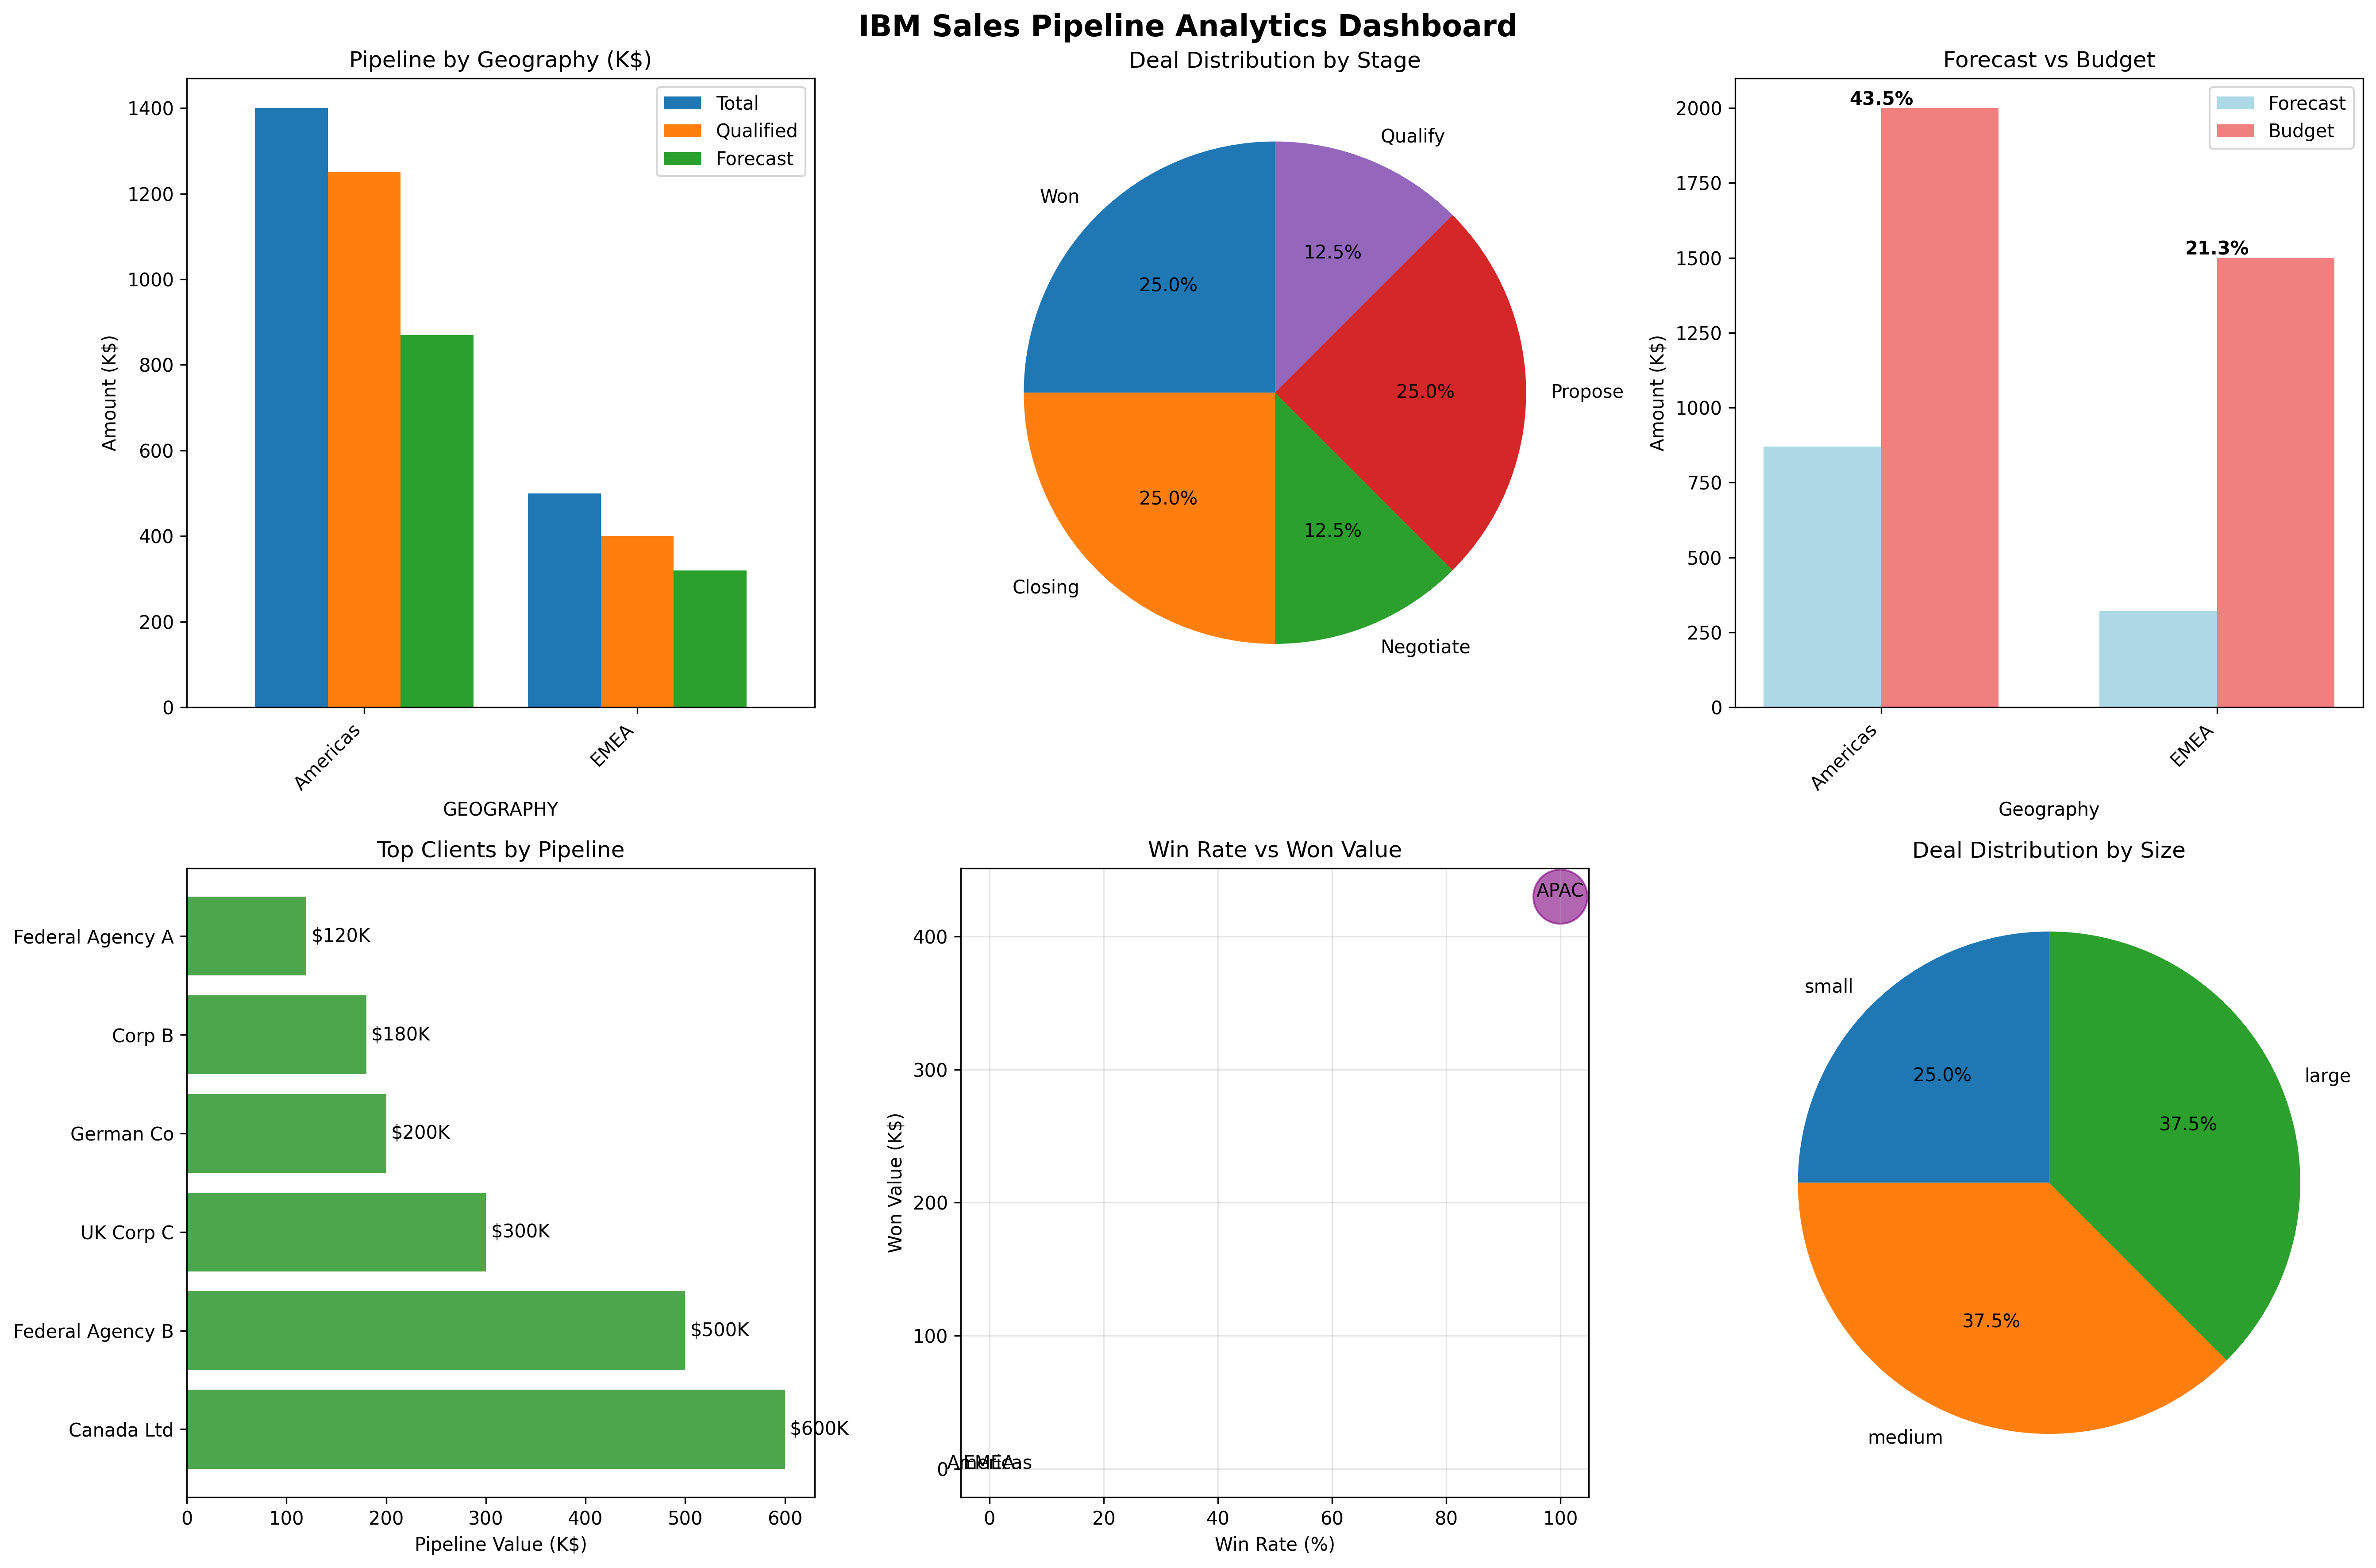 IBM Sales Pipeline Analytics Dashboard
Pipeline by Geography (K$)
Amount (K$)
1400
1200
1000
800
600
400
200
0
Total
Qualified
Forecast
Americas
EMEA
GEOGRAPHY
Deal Distribution by Stage
Qualify
Won
12.5%
25.0%
25.0%
Propose
25.0%
12.5%
Closing
Negotiate
Forecast vs Budget
Amount (K$)
2000
1750
1500
1250
1000
750
500
250
0
43.5%
21.3%
Forecast
Budget
Americas
EMEA
Geography
Top Clients by Pipeline
Federal Agency A
$120K
Corp B
$180K
German Co
$200K
UK Corp C
$300K
Federal Agency B
$500K
Canada Ltd
$600K
0
100
200
300
400
500
600
Pipeline Value (K$)
Win Rate vs Won Value
Won Value (K$)
400
300
200
100
0
APAC
Americas
EMEA
0
20
40
60
80
100
Win Rate (%)
Deal Distribution by Size
small
25.0%
large
37.5%
37.5%
medium